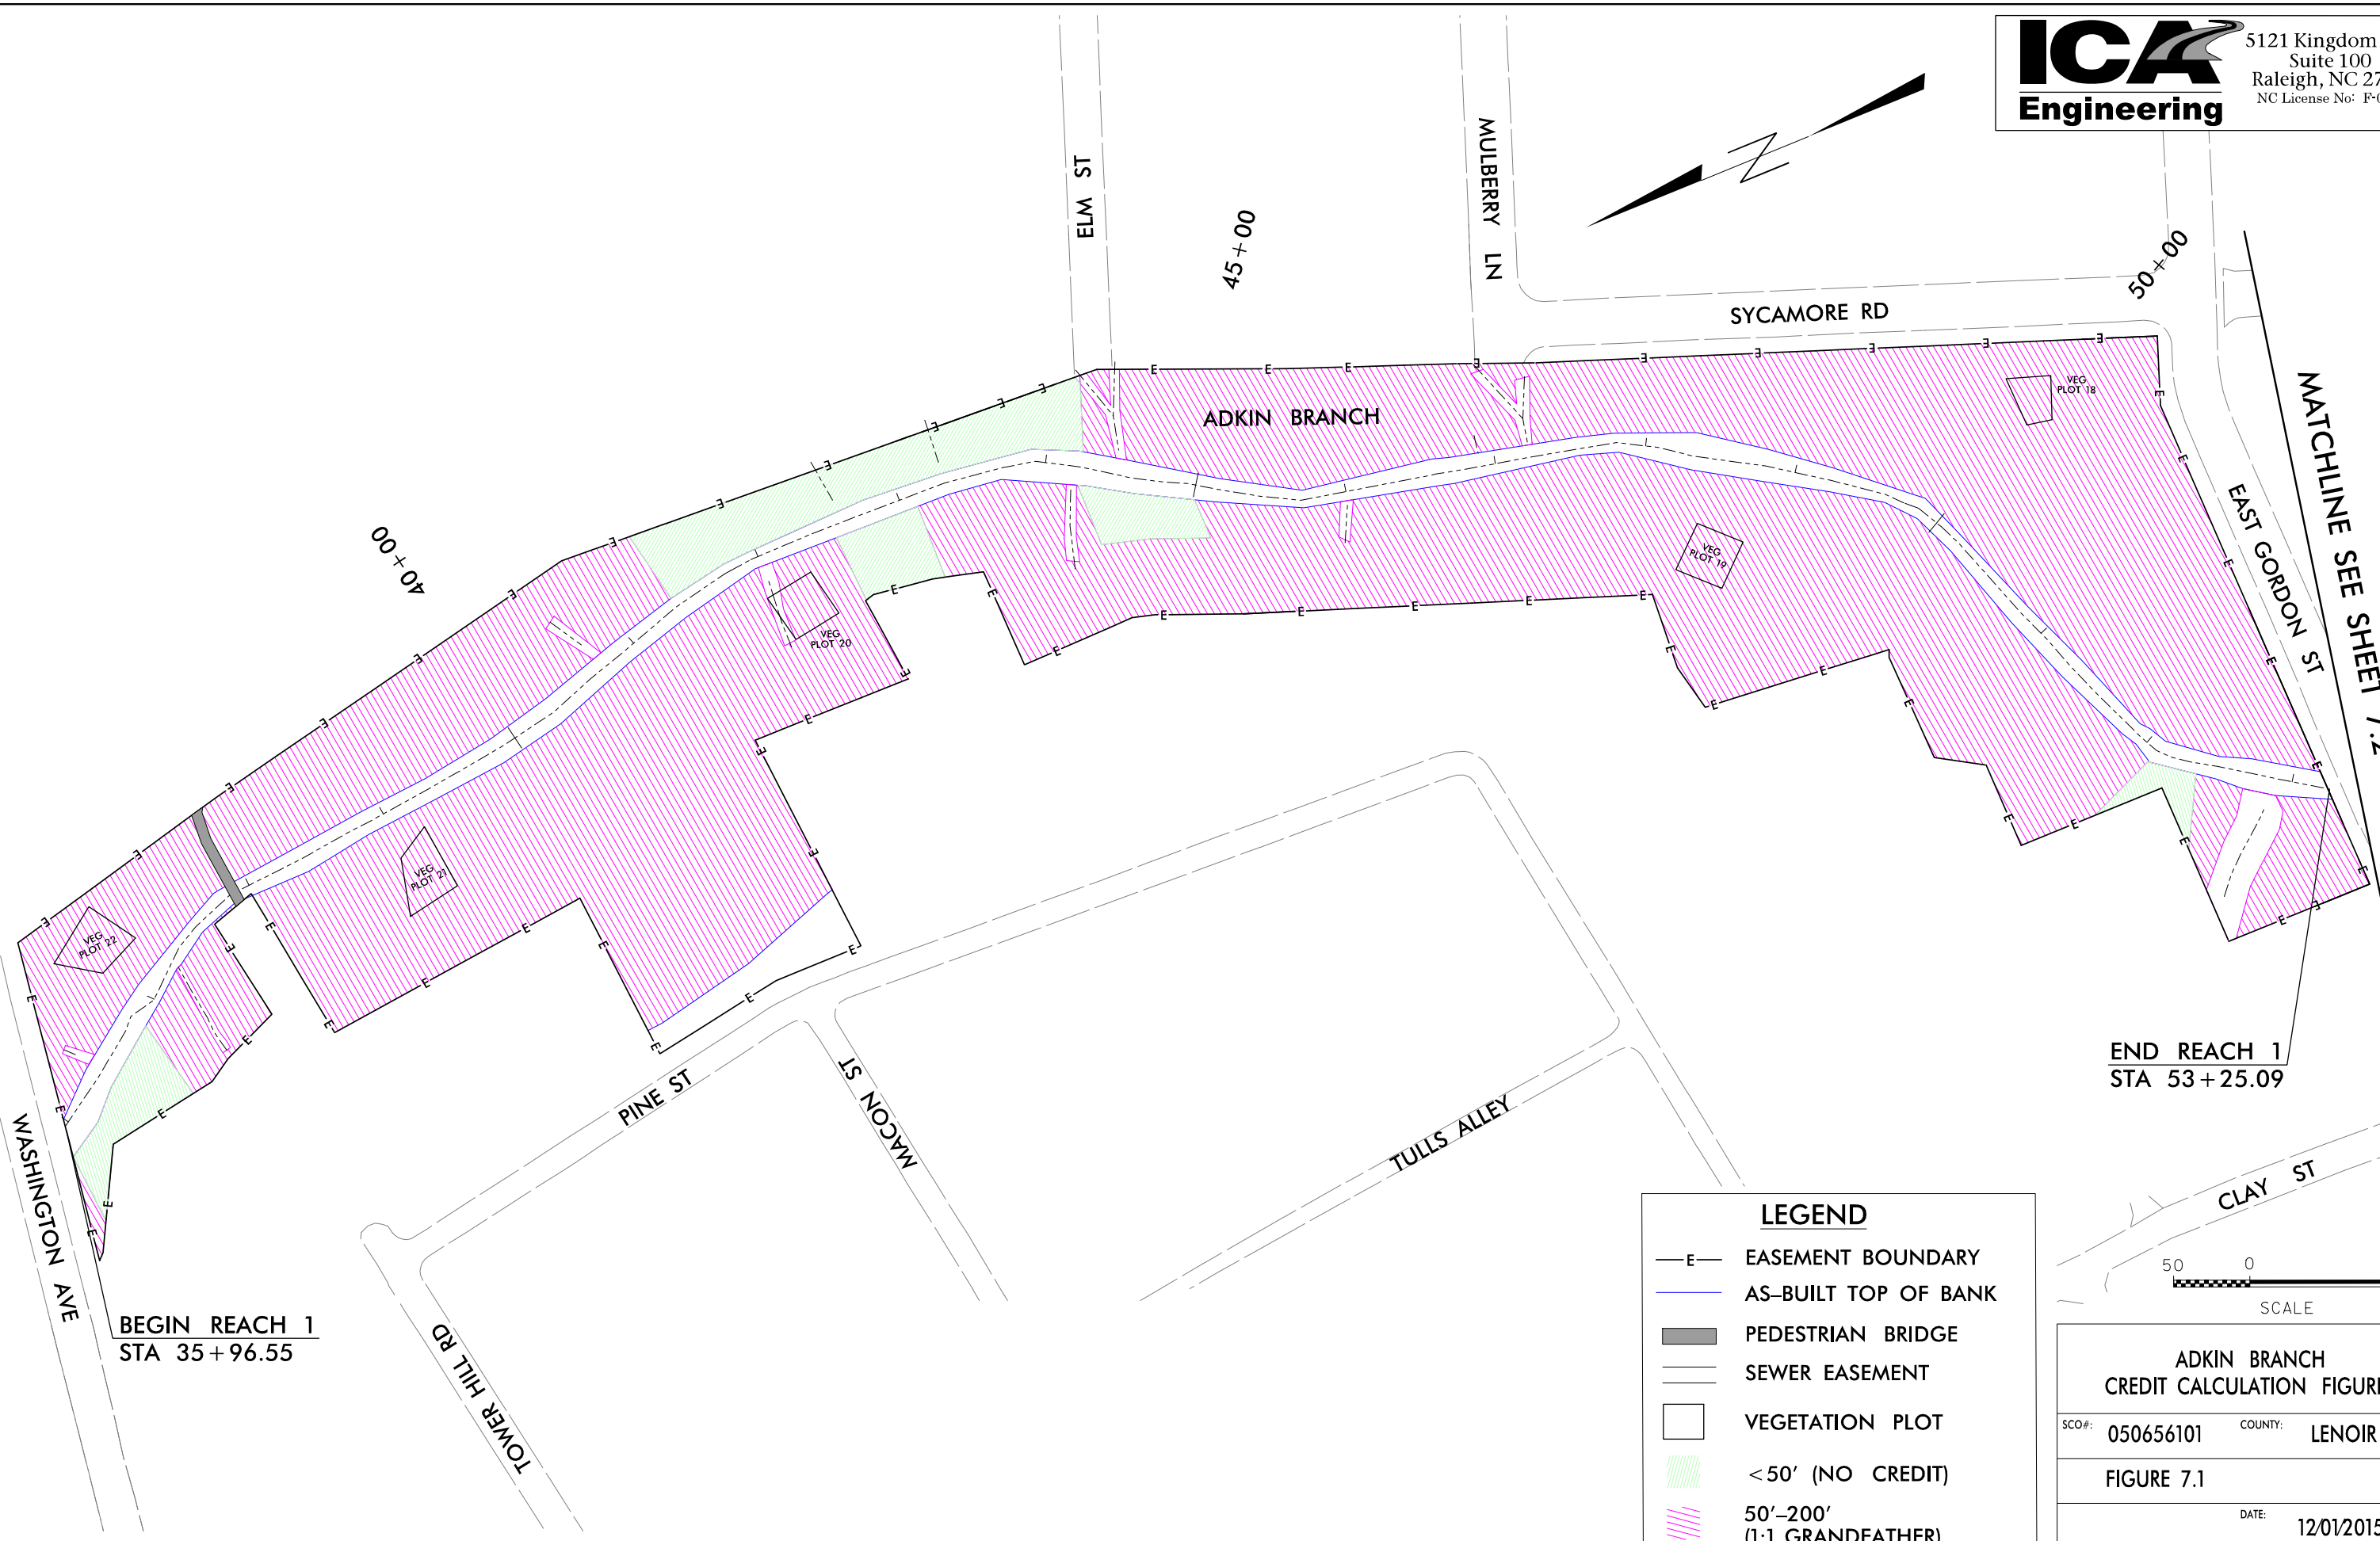 ICA
Engineering
5121 Kingdom
Suite 100
Raleigh, NC 27
NC License No: F-0
ELM ST
MULBERRY LN
45+00
50+00
40+00
SYCAMORE RD
ADKIN BRANCH
VEG
PLOT 18
VEG
PLOT 19
VEG
PLOT 20
VEG
PLOT 21
VEG
PLOT 22
EAST GORDON ST
MATCHLINE SEE SHEET 7.2
END REACH 1
STA 53+25.09
PINE ST
MACON ST
TULLS ALLEY
CLAY ST
WASHINGTON AVE
TOWER HILL RD
BEGIN REACH 1
STA 35+96.55
LEGEND
E EASEMENT BOUNDARY
AS-BUILT TOP OF BANK
PEDESTRIAN BRIDGE
SEWER EASEMENT
VEGETATION PLOT
<50' (NO CREDIT)
50'-200'
(1:1 GRANDFATHER)
50 0
SCALE
ADKIN BRANCH
CREDIT CALCULATION FIGURE
SCO#: 050656101 COUNTY: LENOIR
FIGURE 7.1
DATE: 12/01/2015